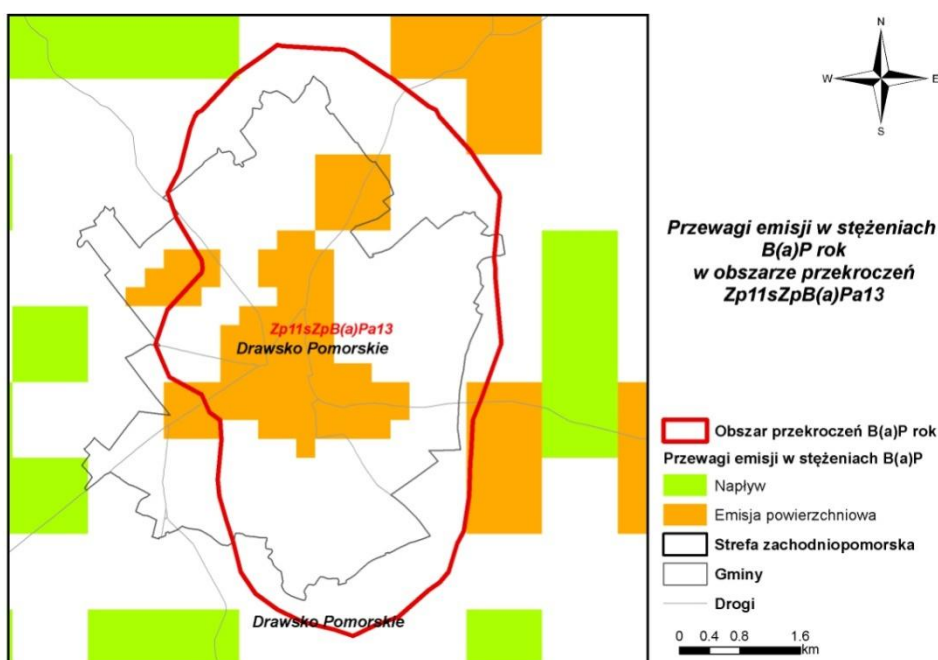 N
W E
S
Przewagi emisji w stężeniach
B(a)P rok
w obszarze przekroczeń
Zp11sZpB(a)Pa13
Zp11sZpB(a)Pa13
Drawsko Pomorskie
Drawsko Pomorskie
Obszar przekroczeń B(a)P rok
Przewagi emisji w stężeniach B(a)P
Napływ
Emisja powierzchniowa
Strefa zachodniopomorska
Gminy
Drogi
0 0.4 0.8 1.6
km